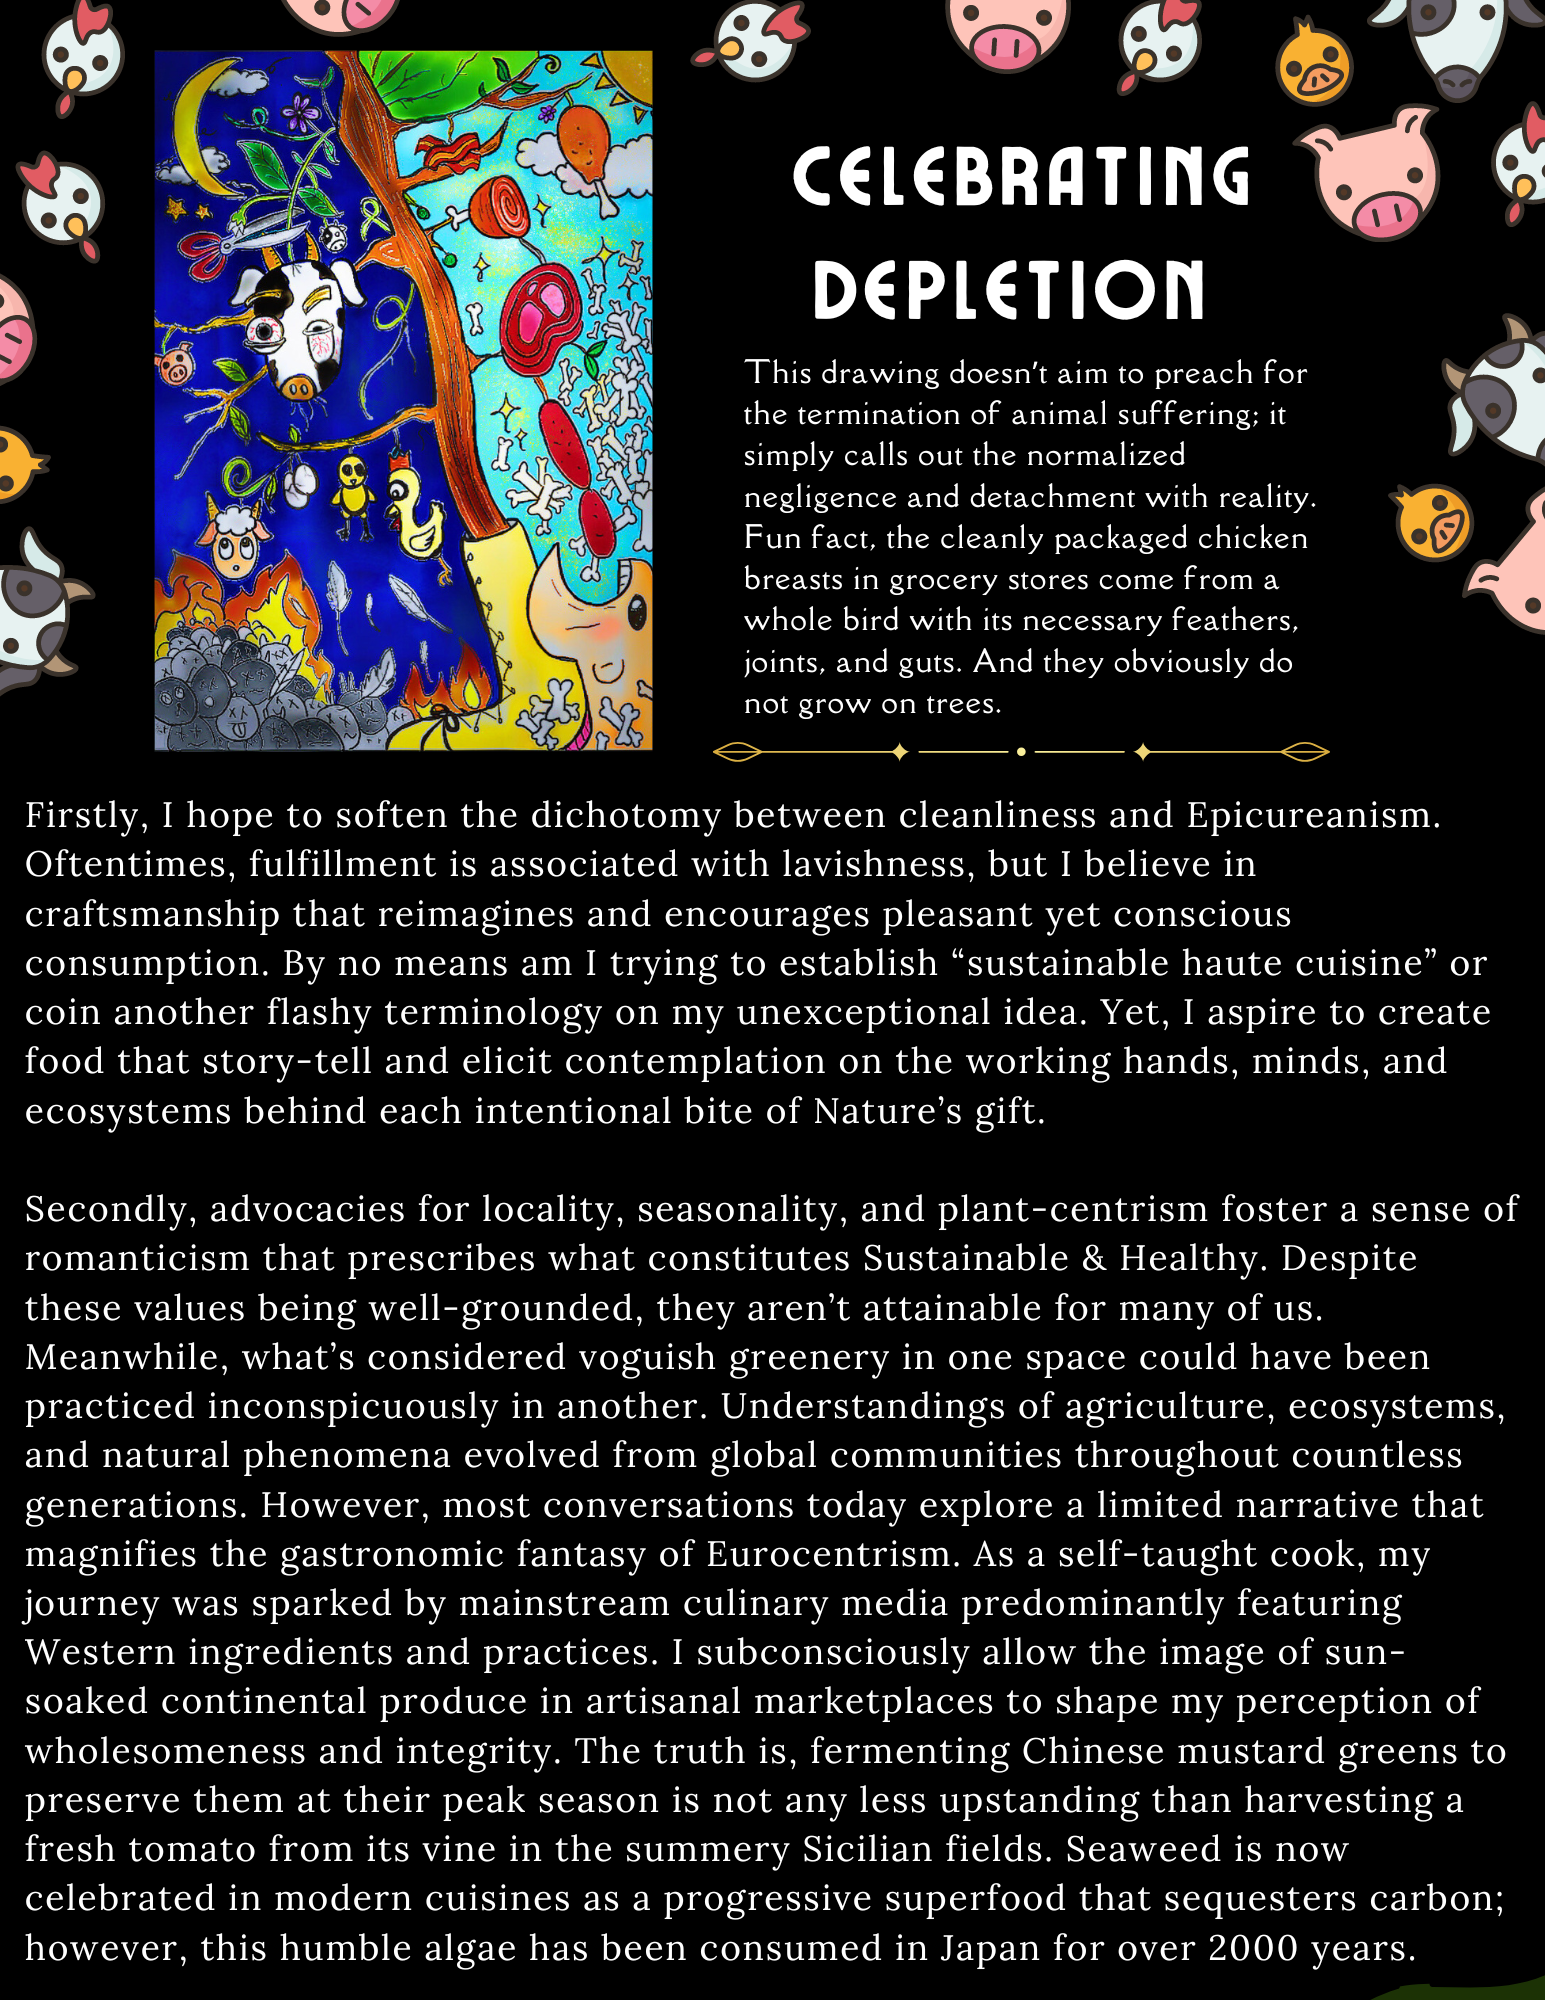 CELEBRATING
DEPLETION
This drawing doesn't aim to preach for
the termination of animal suffering; it
simply calls out the normalized
negligence and detachment with reality.
Fun fact, the cleanly packaged chicken
breasts in grocery stores come from a
whole bird with its necessary feathers,
joints, and guts. And they obviously do
not grow on trees.
Firstly, I hope to soften the dichotomy between cleanliness and Epicureanism.
Oftentimes, fulfillment is associated with lavishness, but I believe in
craftsmanship that reimagines and encourages pleasant yet conscious
consumption. By no means am I trying to establish “sustainable haute cuisine” or
coin another flashy terminology on my unexceptional idea. Yet, I aspire to create
food that story-tell and elicit contemplation on the working hands, minds, and
ecosystems behind each intentional bite of Nature’s gift.
Secondly, advocacies for locality, seasonality, and plant-centrism foster a sense of
romanticism that prescribes what constitutes Sustainable & Healthy. Despite
these values being well-grounded, they aren’t attainable for many of us.
Meanwhile, what’s considered voguish greenery in one space could have been
practiced inconspicuously in another. Understandings of agriculture, ecosystems,
and natural phenomena evolved from global communities throughout countless
generations. However, most conversations today explore a limited narrative that
magnifies the gastronomic fantasy of Eurocentrism. As a self-taught cook, my
journey was sparked by mainstream culinary media predominantly featuring
Western ingredients and practices. I subconsciously allow the image of sun-
soaked continental produce in artisanal marketplaces to shape my perception of
wholesomeness and integrity. The truth is, fermenting Chinese mustard greens to
preserve them at their peak season is not any less upstanding than harvesting a
fresh tomato from its vine in the summery Sicilian fields. Seaweed is now
celebrated in modern cuisines as a progressive superfood that sequesters carbon;
however, this humble algae has been consumed in Japan for over 2000 years.